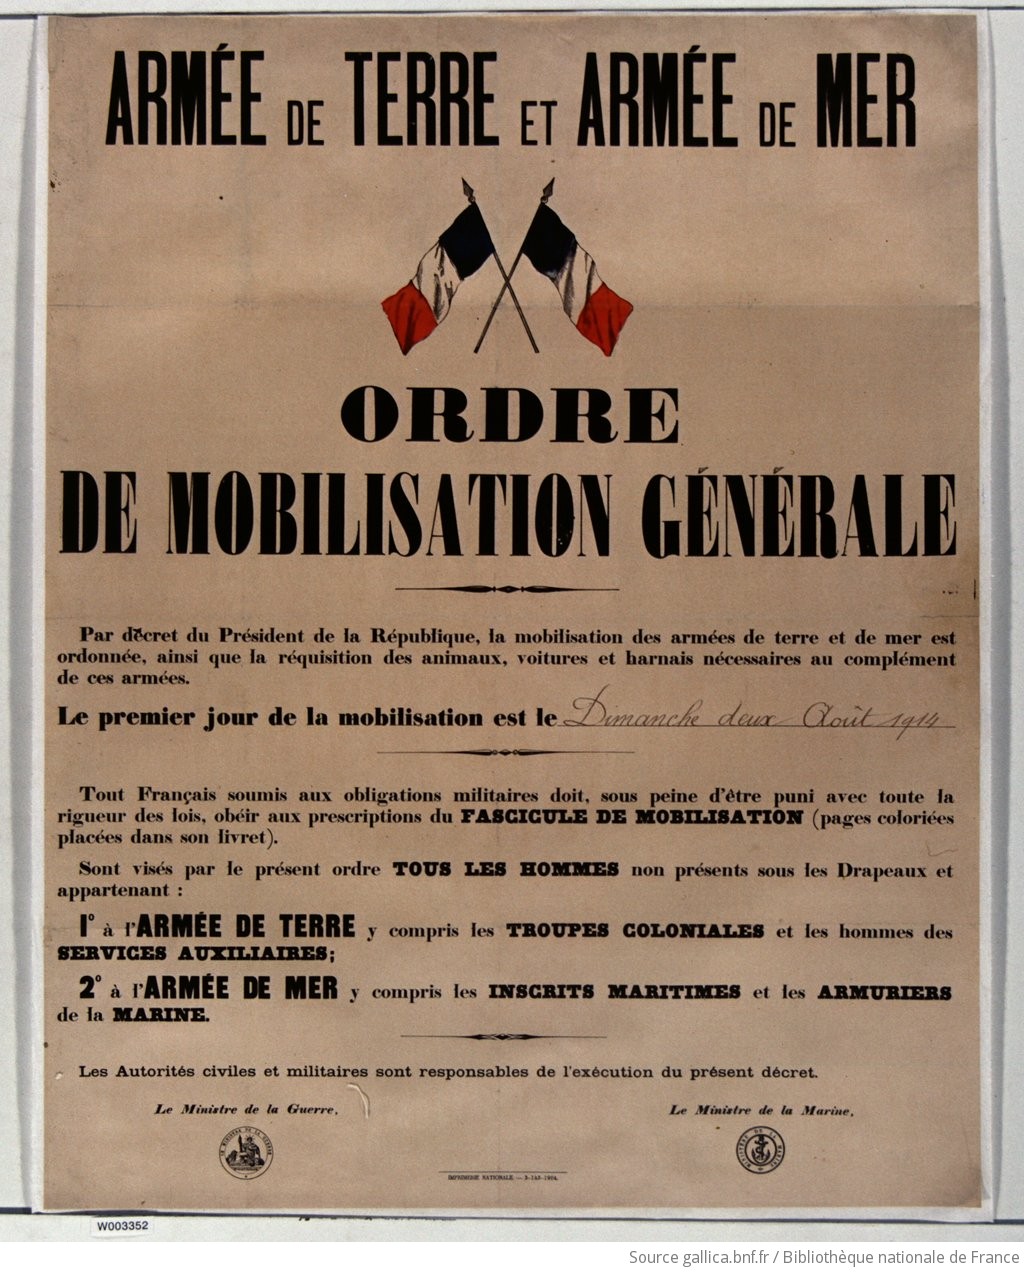 ARMÉE DE TERRE ET ARMÉE DE MER
ORDRE
DE MOBILISATION GÉNÉRALE
Par décret du Président de la République, la mobilisation des armées de terre et de mer est
ordonnée, ainsi que la réquisition des animaux, voitures et harnais nécessaires au complément
de ces armées.
Le premier jour de la mobilisation est le Dimanche deux Août 1914
Tout Français soumis aux obligations militaires doit, sous peine d'être puni avec toute la
rigueur des lois, obéir aux prescriptions du FASCICULE DE MOBILISATION (pages coloriées
placées dans son livret).
Sont visés par le présent ordre TOUS LES HOMMES non présents sous les Drapeaux et
appartenant :
1° à l'ARMÉE DE TERRE y compris les TROUPES COLONIALES et les hommes des
SERVICES AUXILIAIRES;
2° à l'ARMÉE DE MER y compris les INSCRITS MARITIMES et les ARMURIERS
de la MARINE.
Les Autorités civiles et militaires sont responsables de l'exécution du présent décret.
Le Ministre de la Guerre,
Le Ministre de la Marine,
MINISTRE DE LA GUERRE
MINISTÈRE DE LA MARINE
IMPRIMERIE NATIONALE.
W003352
Source gallica.bnf.fr / Bibliothèque nationale de France